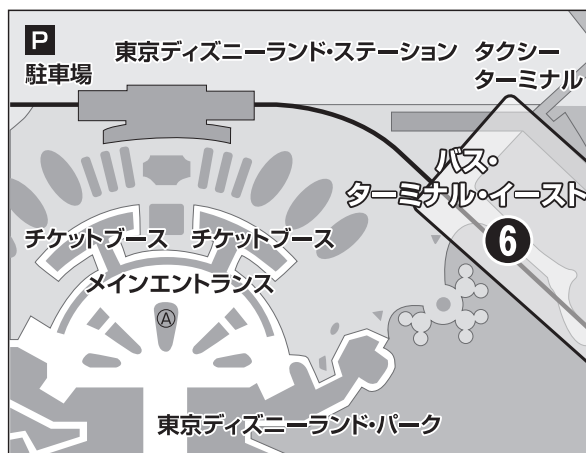 P
駐車場
東京ディズニーランド・ステーション
タクシー
ターミナル
バス・
ターミナル・イースト
6
チケットブース
チケットブース
メインエントランス
A
東京ディズニーランド・パーク